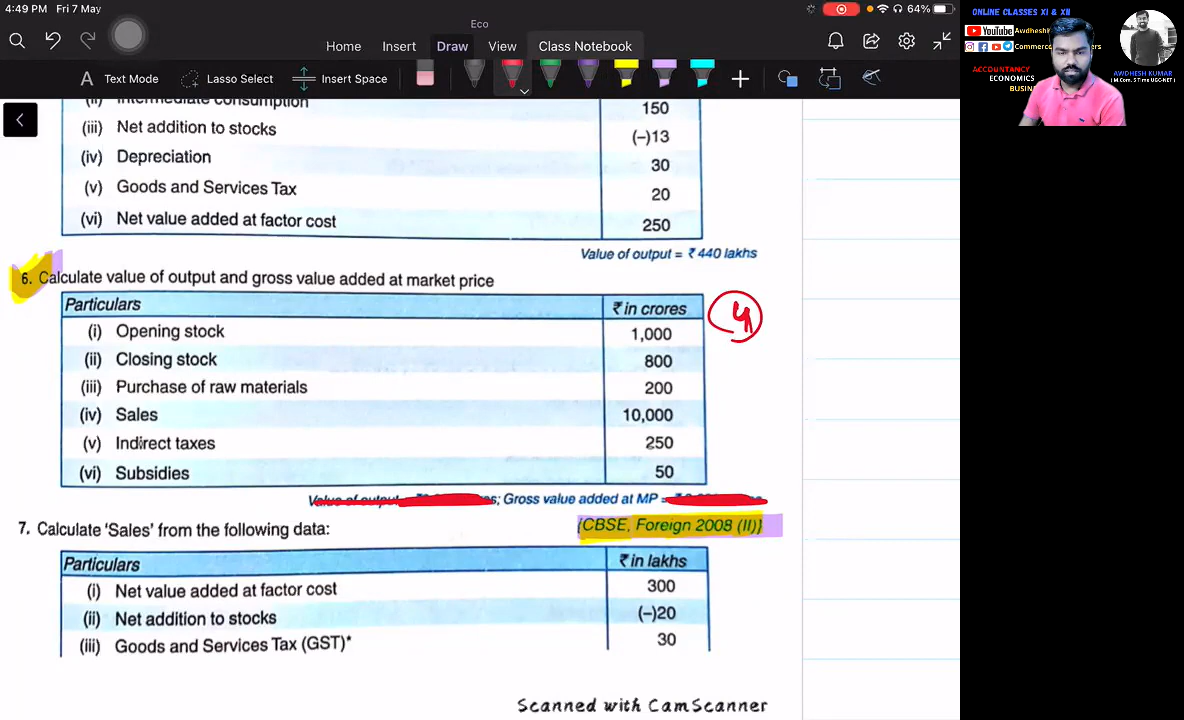 4:49 PM Fri 7 May
64%
Eco
Home Insert Draw View Class Notebook
Text Mode Lasso Select Insert Space
ONLINE CLASSES XI & XII
YouTube
ACCOUNTANCY
ECONOMICS
AWDHESH KUMAR
(ii) Intermediate consumption 150
(iii) Net addition to stocks (–)13
(iv) Depreciation 30
(v) Goods and Services Tax 20
(vi) Net value added at factor cost 250
Value of output = ₹ 440 lakhs
6. Calculate value of output and gross value added at market price
Particulars ₹ in crores
4
(i) Opening stock 1,000
(ii) Closing stock 800
(iii) Purchase of raw materials 200
(iv) Sales 10,000
(v) Indirect taxes 250
(vi) Subsidies 50
Value of output Gross value added at MP =
7. Calculate 'Sales' from the following data:
{CBSE, Foreign 2008 (II)}
Particulars ₹ in lakhs
(i) Net value added at factor cost 300
(ii) Net addition to stocks (–)20
(iii) Goods and Services Tax (GST)* 30
Scanned with CamScanner